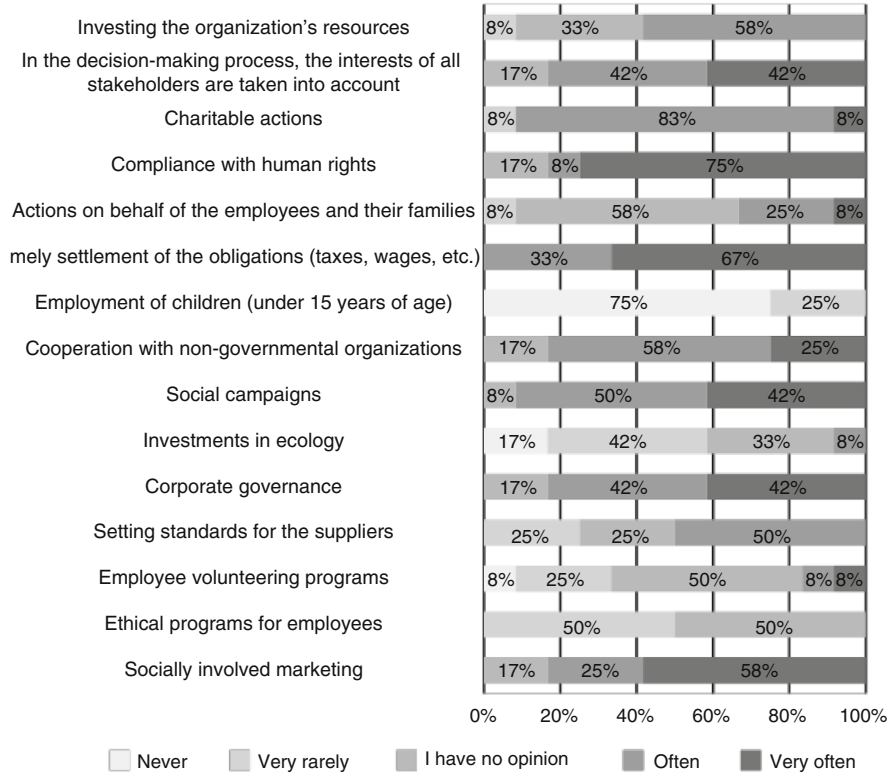 Investing the organization's resources 8% 33% 58%
In the decision-making process, the interests of all
stakeholders are taken into account 17% 42% 42%
Charitable actions 8% 83% 8%
Compliance with human rights 17% 8% 75%
Actions on behalf of the employees and their families 8% 58% 25% 8%
mely settlement of the obligations (taxes, wages, etc.) 33% 67%
Employment of children (under 15 years of age) 75% 25%
Cooperation with non-governmental organizations 17% 58% 25%
Social campaigns 8% 50% 42%
Investments in ecology 17% 42% 33% 8%
Corporate governance 17% 42% 42%
Setting standards for the suppliers 25% 25% 50%
Employee volunteering programs 8% 25% 50% 8% 8%
Ethical programs for employees 50% 50%
Socially involved marketing 17% 25% 58%
0% 20% 40% 60% 80% 100%
Never Very rarely I have no opinion Often Very often